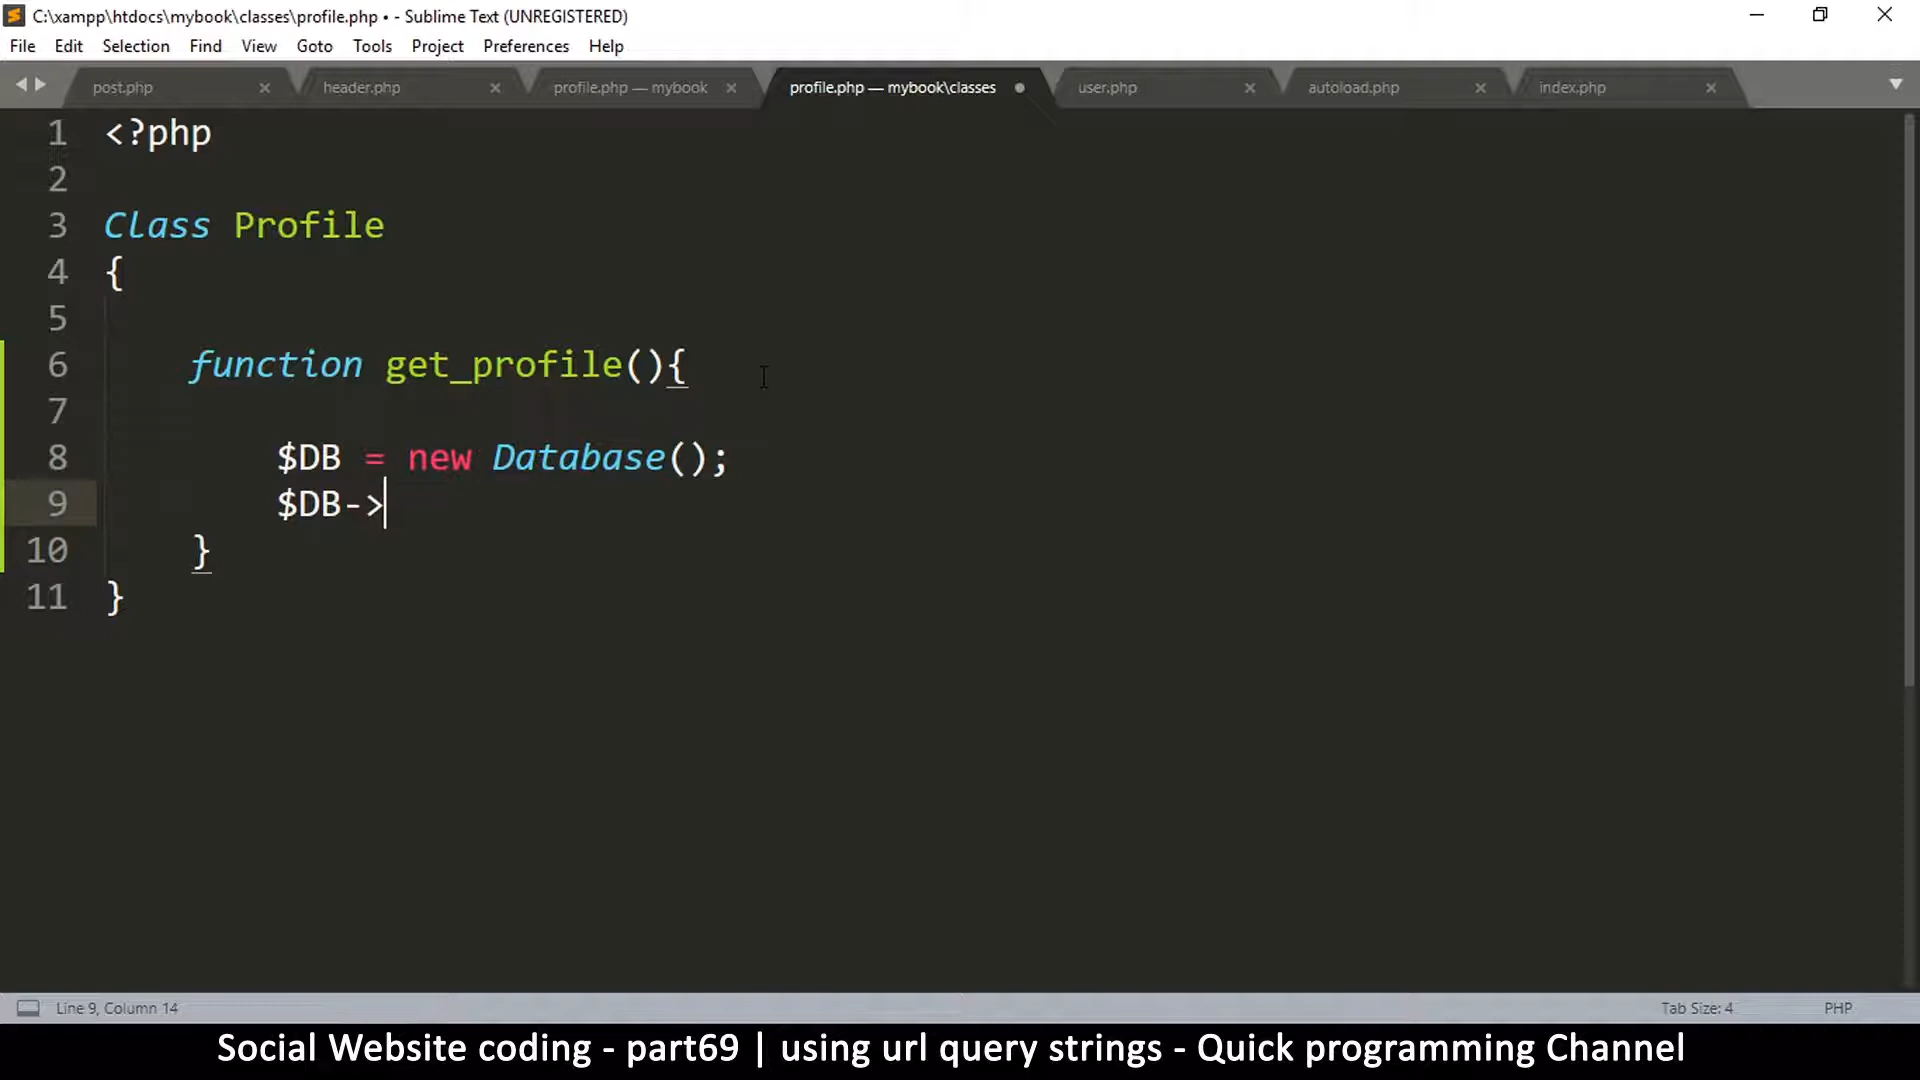 C:\xampp\htdocs\mybook\classes\profile.php • - Sublime Text (UNREGISTERED)
File Edit Selection Find View Goto Tools Project Preferences Help
post.php × header.php × profile.php — mybook × profile.php — mybook\classes user.php × autoload.php × index.php ×
1 <?php
2
3 Class Profile
4 {
5
6 function get_profile(){
7
8 $DB = new Database();
9 $DB->
10 }
11 }
Line 9, Column 14 Tab Size: 4 PHP
Social Website coding - part69 | using url query strings - Quick programming Channel